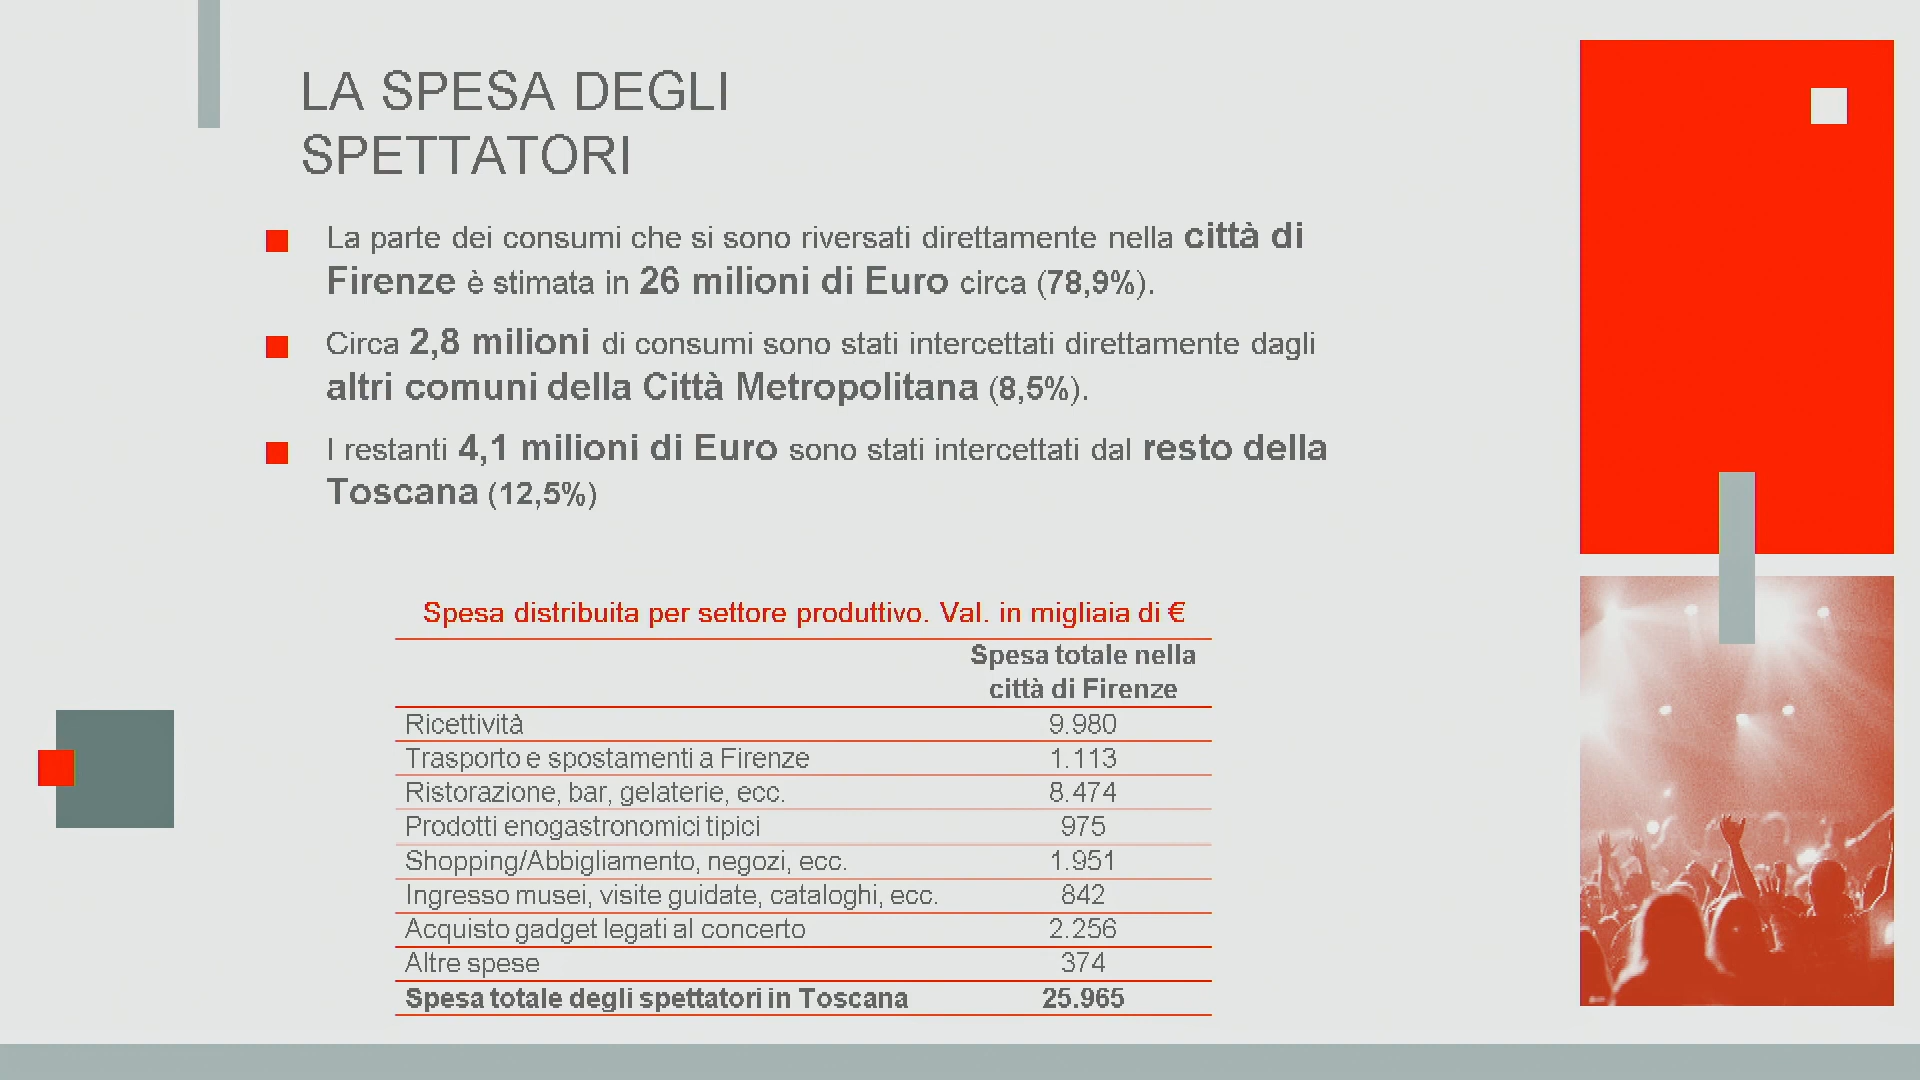 LA SPESA DEGLI
SPETTATORI
La parte dei consumi che si sono riversati direttamente nella città di
Firenze è stimata in 26 milioni di Euro circa (78,9%).
Circa 2,8 milioni di consumi sono stati intercettati direttamente dagli
altri comuni della Città Metropolitana (8,5%).
I restanti 4,1 milioni di Euro sono stati intercettati dal resto della
Toscana (12,5%)
Spesa distribuita per settore produttivo. Val. in migliaia di €
Spesa totale nella
città di Firenze
Ricettività 9.980
Trasporto e spostamenti a Firenze 1.113
Ristorazione, bar, gelaterie, ecc. 8.474
Prodotti enogastronomici tipici 975
Shopping/Abbigliamento, negozi, ecc. 1.951
Ingresso musei, visite guidate, cataloghi, ecc. 842
Acquisto gadget legati al concerto 2.256
Altre spese 374
Spesa totale degli spettatori in Toscana 25.965